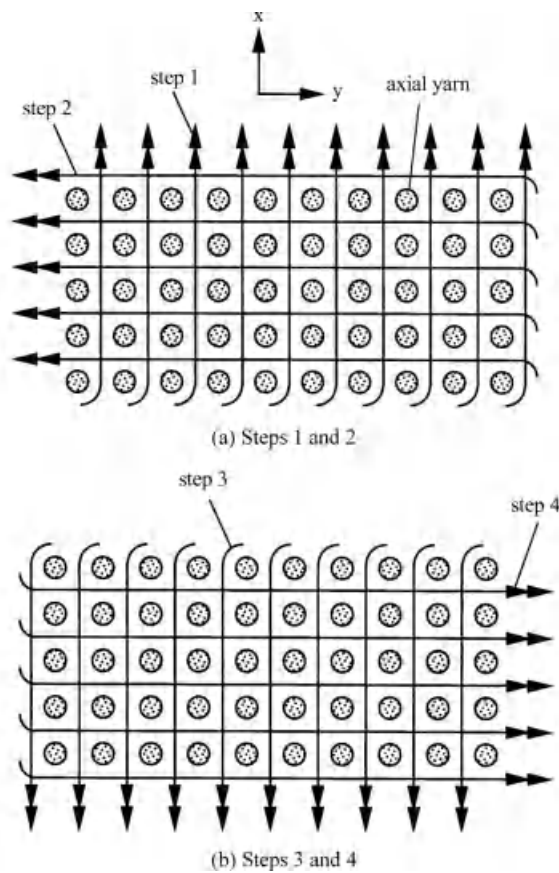 x
step 1
y
axial yarn
step 2
(a) Steps 1 and 2
step 3
step 4
(b) Steps 3 and 4